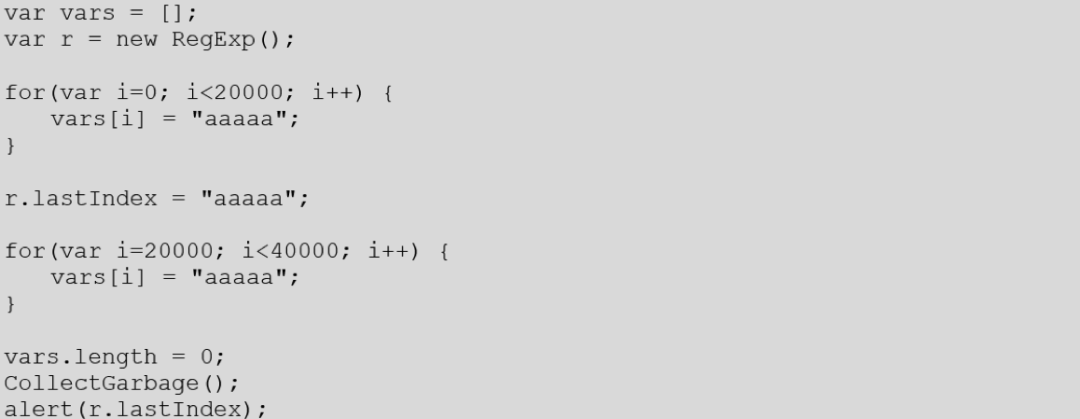 var vars = [];
var r = new RegExp();
for(var i=0; i<20000; i++) {
vars[i] = "aaaaa";
}
r.lastIndex = "aaaaa";
for(var i=20000; i<40000; i++) {
vars[i] = "aaaaa";
}
vars.length = 0;
CollectGarbage();
alert(r.lastIndex);